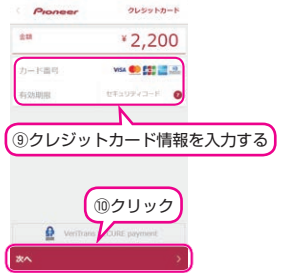 Pioneer クレジットカード
金額 ¥ 2,200
カード番号 VISA
有効期限 セキュリティコード ?
⑨クレジットカード情報を入力する
⑩クリック
VeriTrans SECURE payment
次へ